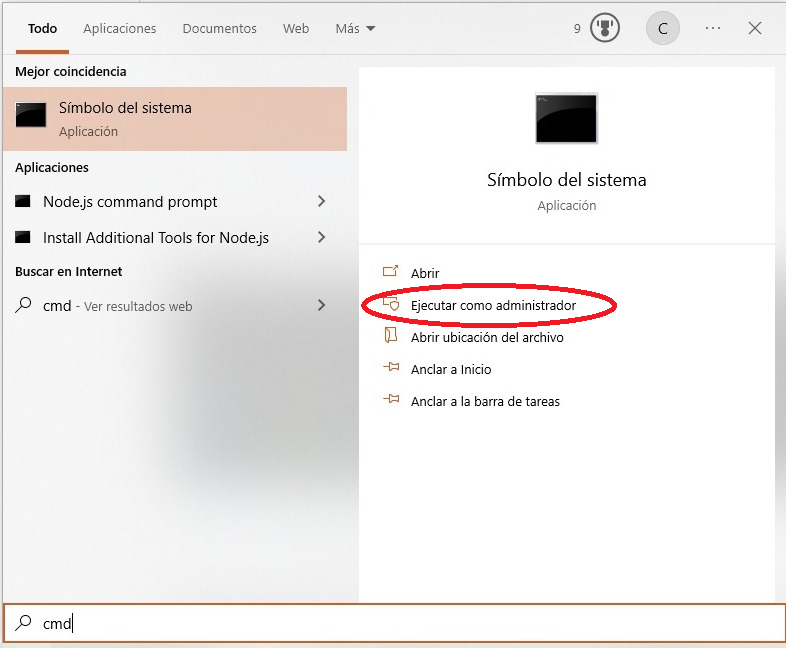 Todo Aplicaciones Documentos Web Más 9 C ...
Mejor coincidencia
Símbolo del sistema
Aplicación
Aplicaciones
Node.js command prompt
Install Additional Tools for Node.js
Buscar en Internet
cmd - Ver resultados web
Símbolo del sistema
Aplicación
Abrir
Ejecutar como administrador
Abrir ubicación del archivo
Anclar a Inicio
Anclar a la barra de tareas
cmd